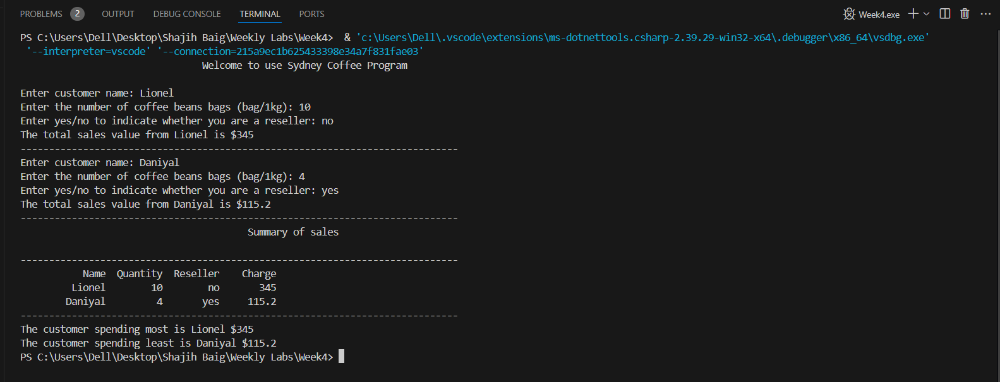 PROBLEMS 2 OUTPUT DEBUG CONSOLE TERMINAL PORTS Week4.exe
PS C:\Users\Dell\Desktop\Shajih Baig\Weekly Labs\Week4>  & 'c:\Users\Dell\.vscode\extensions\ms-dotnettools.csharp-2.39.29-win32-x64\.debugger\x86_64\vsdbg.exe'
'--interpreter=vscode' '--connection=215a9ec1b625433398e34a7f831fae03'
Welcome to use Sydney Coffee Program
Enter customer name: Lionel
Enter the number of coffee beans bags (bag/1kg): 10
Enter yes/no to indicate whether you are a reseller: no
The total sales value from Lionel is $345
-----------------------------------------------------------------------------
Enter customer name: Daniyal
Enter the number of coffee beans bags (bag/1kg): 4
Enter yes/no to indicate whether you are a reseller: yes
The total sales value from Daniyal is $115.2
-----------------------------------------------------------------------------
Summary of sales
-----------------------------------------------------------------------------
Name  Quantity  Reseller    Charge
Lionel        10        no       345
Daniyal         4       yes     115.2
-----------------------------------------------------------------------------
The customer spending most is Lionel $345
The customer spending least is Daniyal $115.2
PS C:\Users\Dell\Desktop\Shajih Baig\Weekly Labs\Week4>